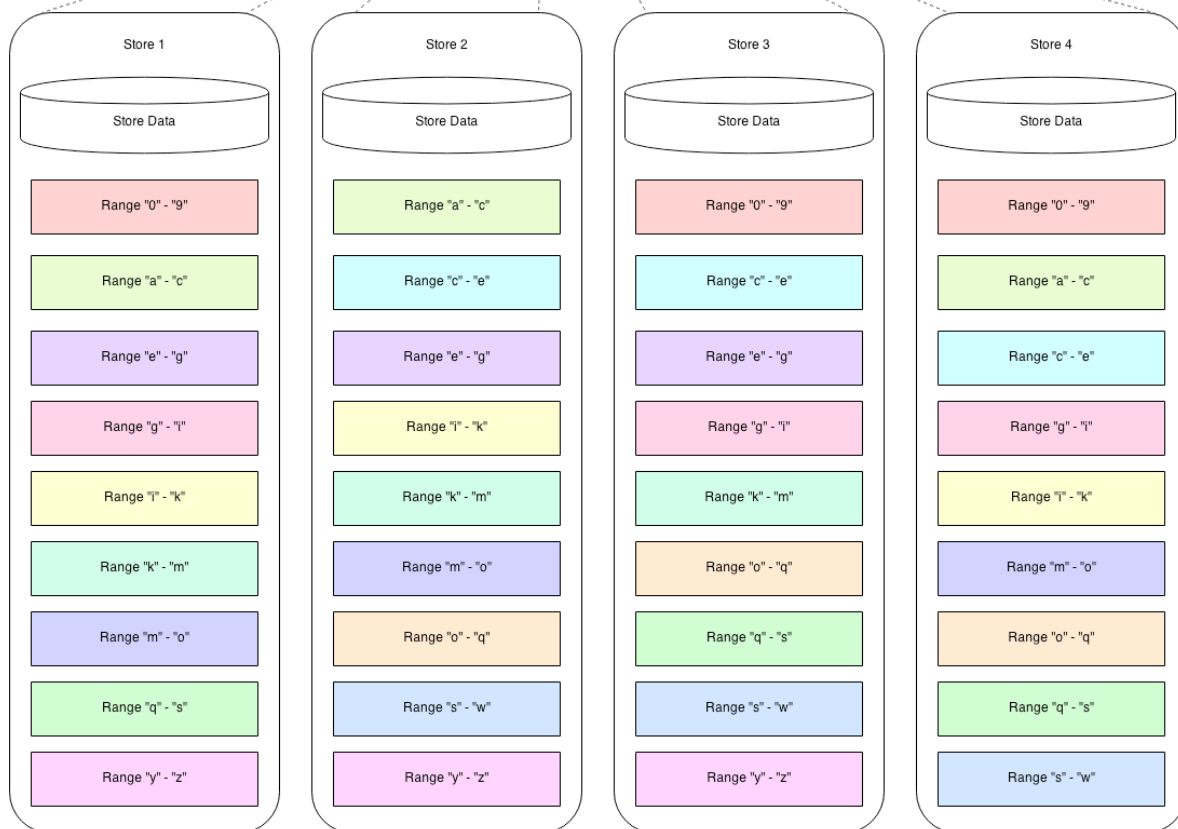 Store 1
Store Data
Range "0" - "9"
Range "a" - "c"
Range "e" - "g"
Range "g" - "i"
Range "i" - "k"
Range "k" - "m"
Range "m" - "o"
Range "q" - "s"
Range "y" - "z"
Store 2
Store Data
Range "a" - "c"
Range "c" - "e"
Range "e" - "g"
Range "i" - "k"
Range "k" - "m"
Range "m" - "o"
Range "o" - "q"
Range "s" - "w"
Range "y" - "z"
Store 3
Store Data
Range "0" - "9"
Range "c" - "e"
Range "e" - "g"
Range "g" - "i"
Range "k" - "m"
Range "o" - "q"
Range "q" - "s"
Range "s" - "w"
Range "y" - "z"
Store 4
Store Data
Range "0" - "9"
Range "a" - "c"
Range "c" - "e"
Range "g" - "i"
Range "i" - "k"
Range "m" - "o"
Range "o" - "q"
Range "q" - "s"
Range "s" - "w"